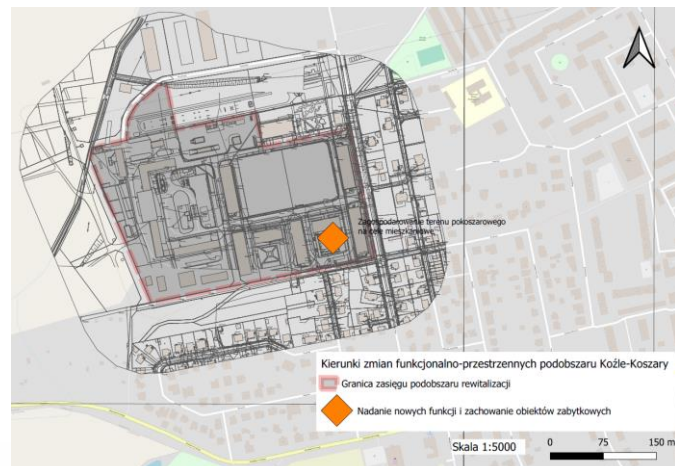 Zagospodarowanie terenu pokoszarowego
na cele mieszkaniowe
Kierunki zmian funkcjonalno-przestrzennych podobszaru Koźle-Koszary
Granica zasięgu podobszaru rewitalizacji
Nadanie nowych funkcji i zachowanie obiektów zabytkowych
Skala 1:5000
0 75 150 m